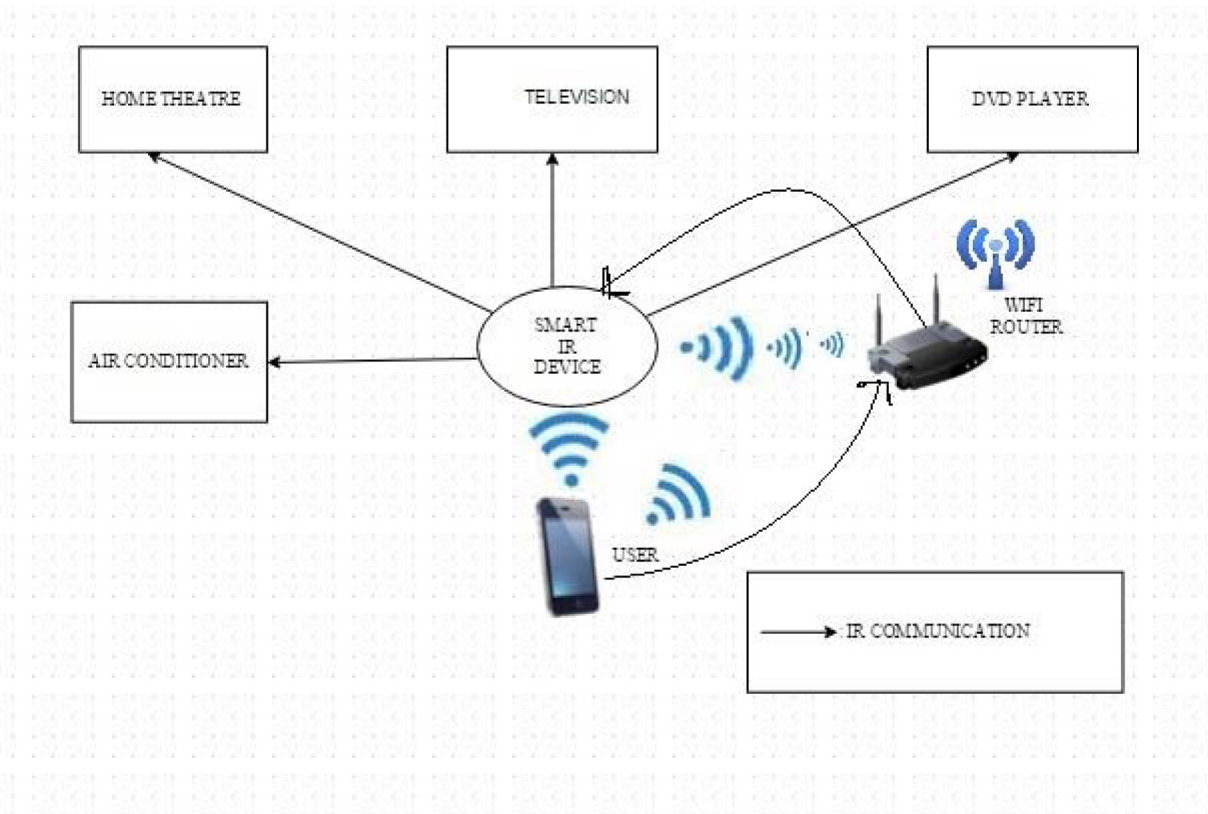 HOME THEATRE
TELEVISION
DVD PLAYER
WIFI
ROUTER
SMART
IR
DEVICE
AIR CONDITIONER
USER
IR COMMUNICATION